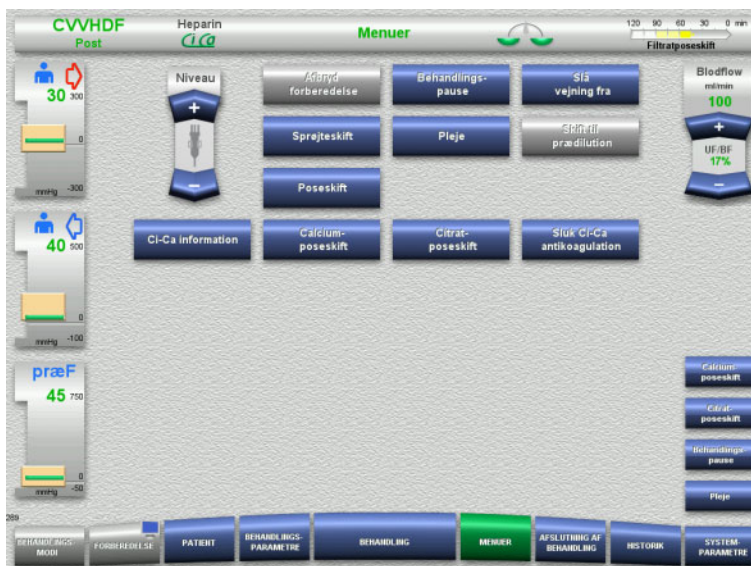 CVVHDF
Post
Heparin
Ci Ca
Menuer
120 90 60 30 0 min
Filtratposeskift
30
300
0
mmHg -300
40
500
0
mmHg -100
præF
45
750
0
mmHg -50
Niveau
+
−
Afbryd
forberedelse
Behandlings-
pause
Slå
vejning fra
Sprøjteskift
Pleje
Skift til
prædilution
Poseskift
Ci-Ca information
Calcium-
poseskift
Citrat-
poseskift
Sluk Ci-Ca
antikoagulation
Blodflow
ml/min
100
+
UF/BF
17%
−
Calcium-
poseskift
Citrat-
poseskift
Behandlings-
pause
Pleje
269
BEHANDLINGS-
MODI
FORBEREDELSE
PATIENT
BEHANDLINGS-
PARAMETRE
BEHANDLING
MENUER
AFSLUTNING AF
BEHANDLING
HISTORIK
SYSTEM-
PARAMETRE